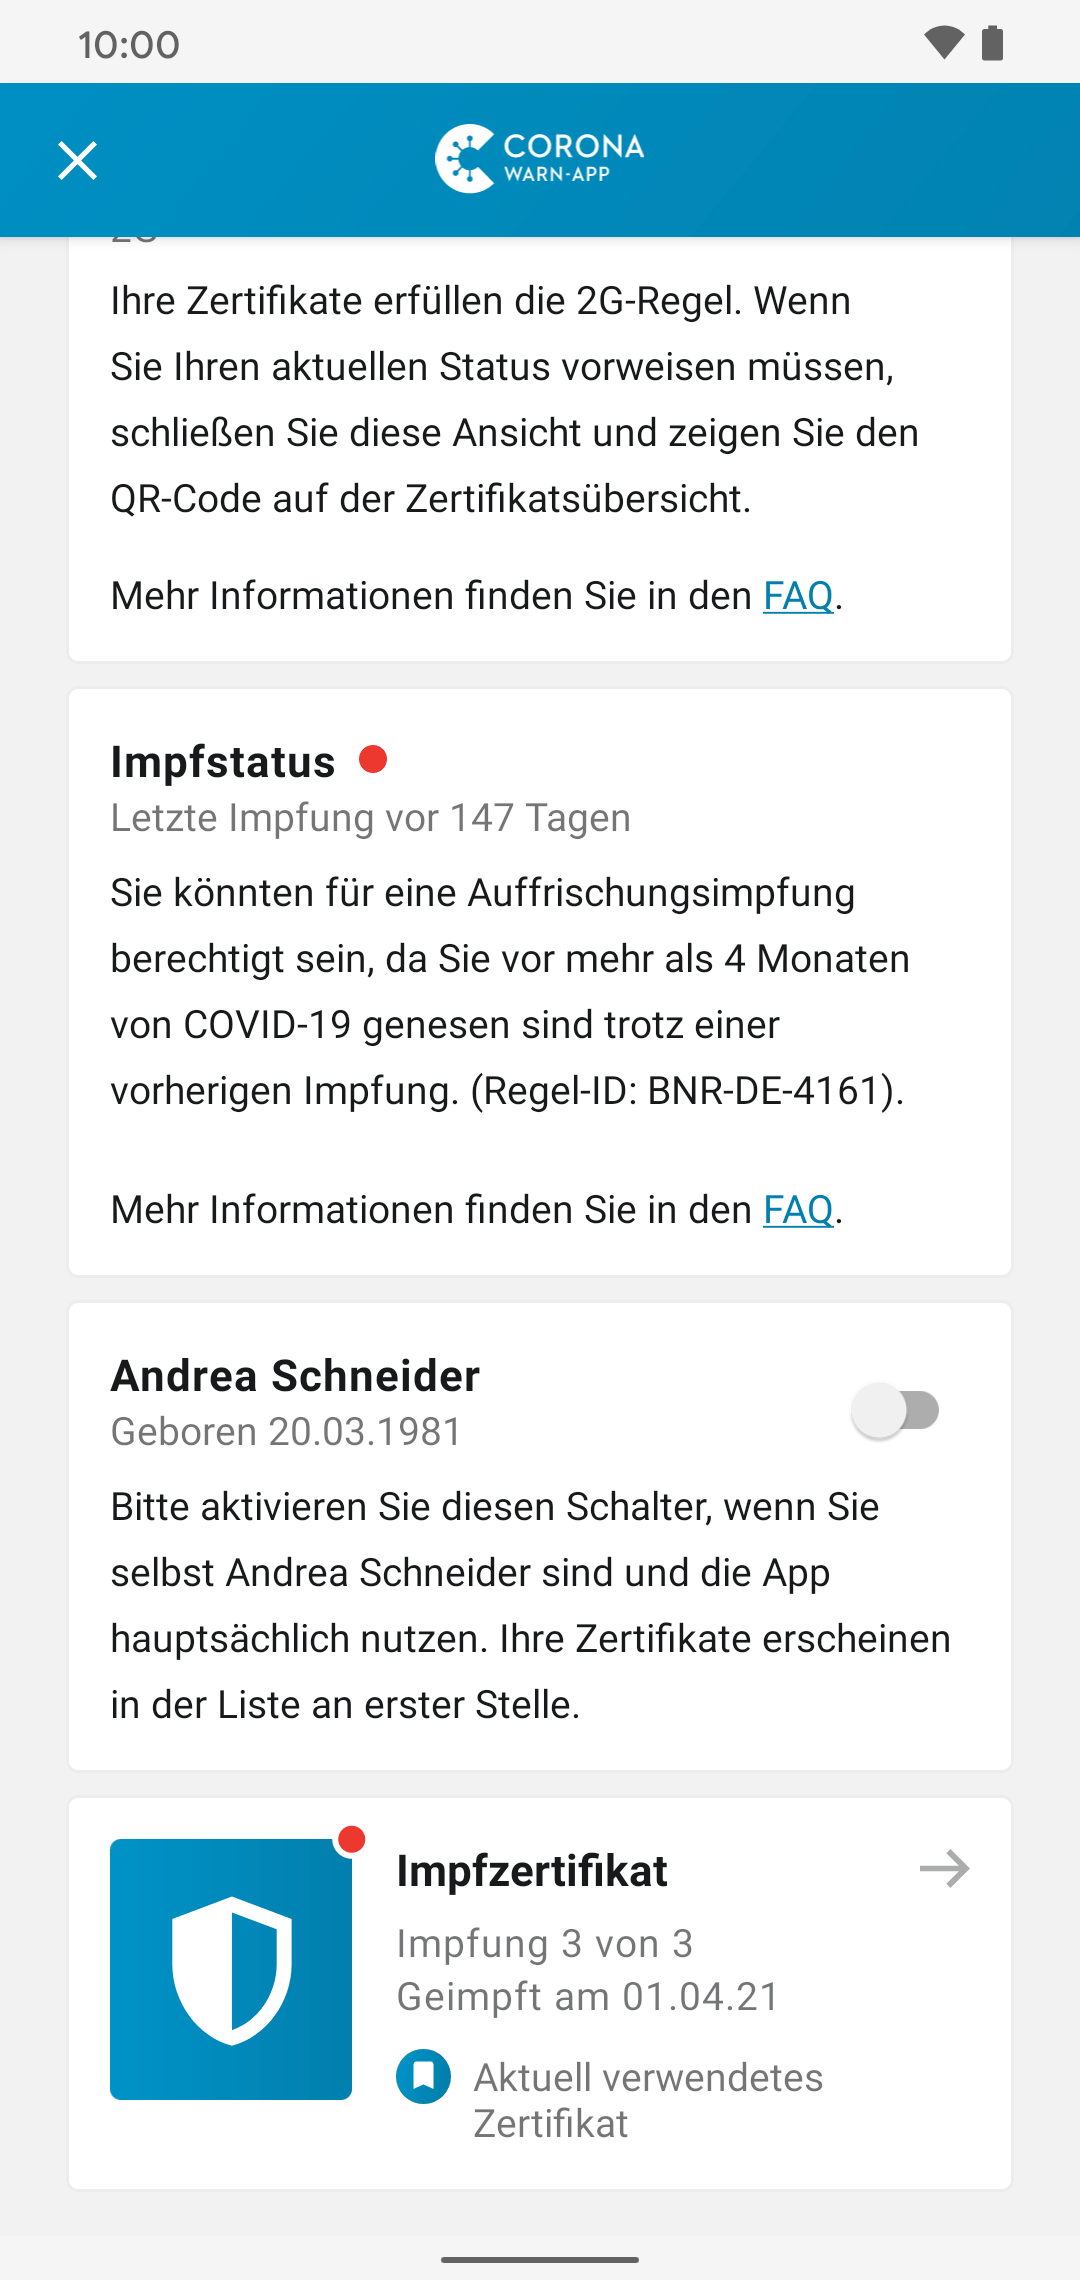 10:00
CORONA
WARN-APP
Ihre Zertifikate erfüllen die 2G-Regel. Wenn
Sie Ihren aktuellen Status vorweisen müssen,
schließen Sie diese Ansicht und zeigen Sie den
QR-Code auf der Zertifikatsübersicht.
Mehr Informationen finden Sie in den FAQ.
Impfstatus
Letzte Impfung vor 147 Tagen
Sie könnten für eine Auffrischungsimpfung
berechtigt sein, da Sie vor mehr als 4 Monaten
von COVID-19 genesen sind trotz einer
vorherigen Impfung. (Regel-ID: BNR-DE-4161).
Mehr Informationen finden Sie in den FAQ.
Andrea Schneider
Geboren 20.03.1981
Bitte aktivieren Sie diesen Schalter, wenn Sie
selbst Andrea Schneider sind und die App
hauptsächlich nutzen. Ihre Zertifikate erscheinen
in der Liste an erster Stelle.
Impfzertifikat
Impfung 3 von 3
Geimpft am 01.04.21
Aktuell verwendetes
Zertifikat